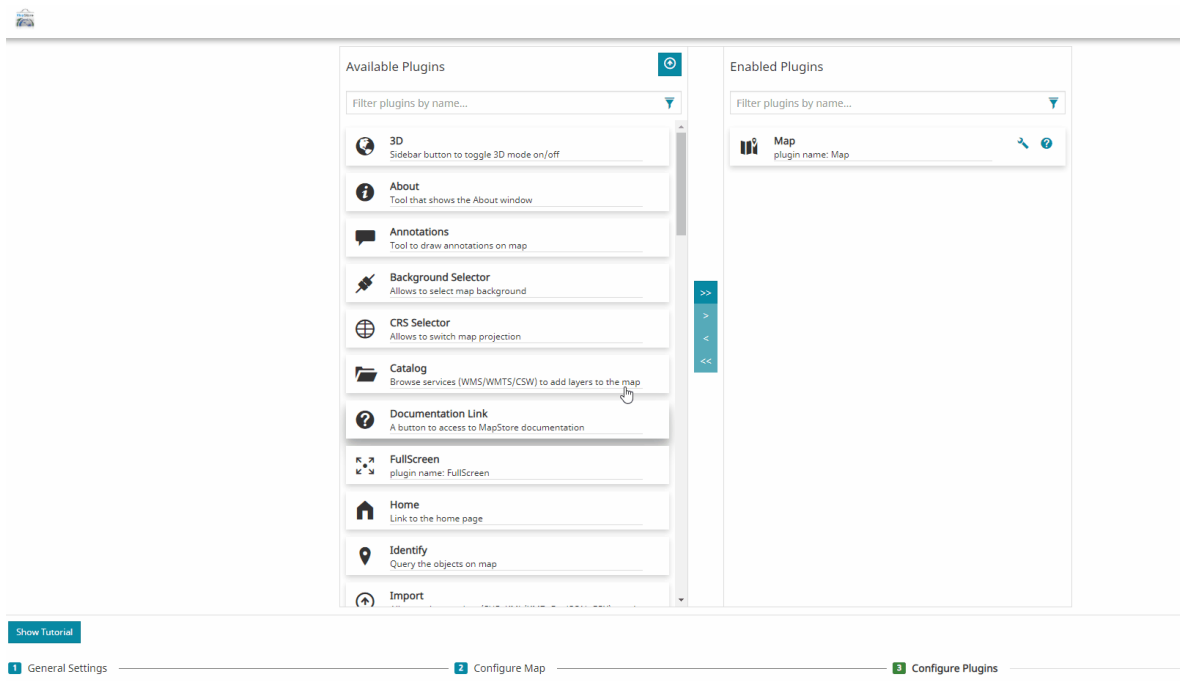 Available Plugins
Filter plugins by name...
3D
Sidebar button to toggle 3D mode on/off
About
Tool that shows the About window
Annotations
Tool to draw annotations on map
Background Selector
Allows to select map background
CRS Selector
Allows to switch map projection
Catalog
Browse services (WMS/WMTS/CSW) to add layers to the map
Documentation Link
A button to access to MapStore documentation
FullScreen
plugin name: FullScreen
Home
Link to the home page
Identify
Query the objects on map
Import
>>
>
<
<<
Enabled Plugins
Filter plugins by name...
Map
plugin name: Map
Show Tutorial
1 General Settings
2 Configure Map
3 Configure Plugins